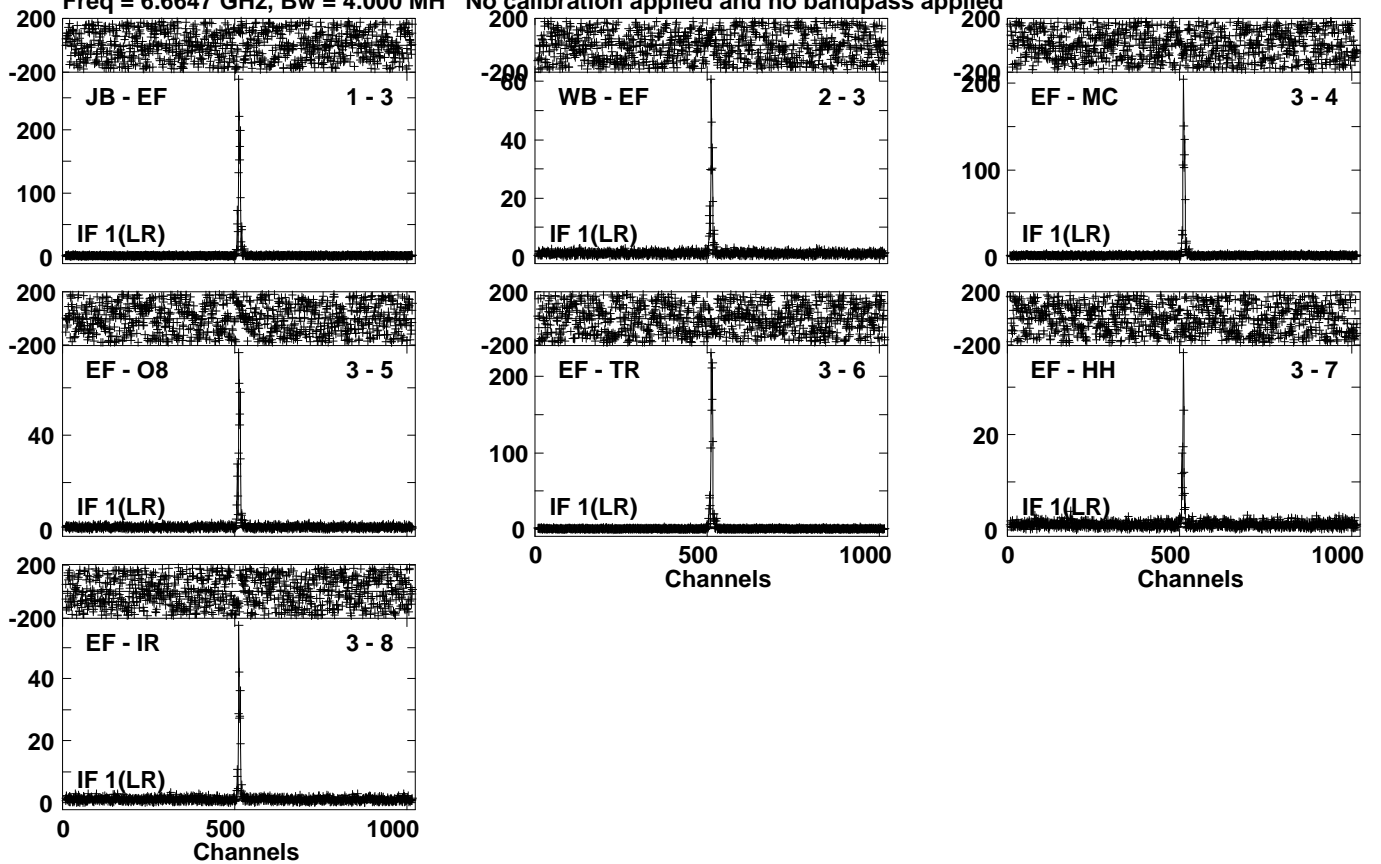 Freq = 6.6647 GHz, Bw = 4.000 MH No calibration applied and no bandpass applied
200
-200
JB - EF 1 - 3
200
100
0
IF 1(LR)
200
-200
60
WB - EF 2 - 3
40
20
0
IF 1(LR)
200
-200
200
EF - MC 3 - 4
100
0
IF 1(LR)
200
-200
EF - O8 3 - 5
40
0
IF 1(LR)
200
-200
EF - TR 3 - 6
200
100
0
IF 1(LR)
0 500 1000
Channels
200
-200
EF - HH 3 - 7
20
0
IF 1(LR)
0 500 1000
Channels
200
-200
EF - IR 3 - 8
40
20
0
IF 1(LR)
0 500 1000
Channels